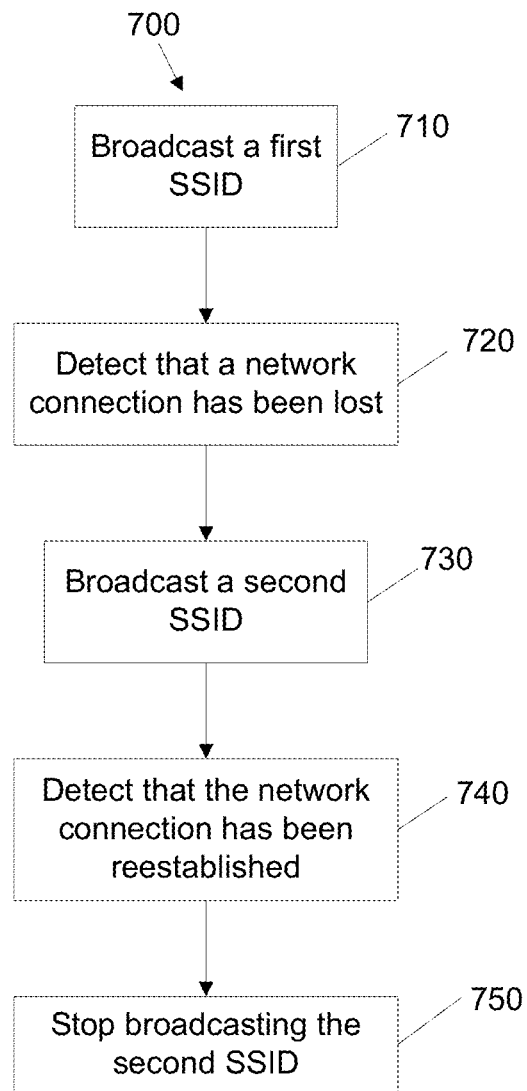 700
Broadcast a first
SSID
710
Detect that a network
connection has been lost
720
Broadcast a second
SSID
730
Detect that the network
connection has been
reestablished
740
Stop broadcasting the
second SSID
750